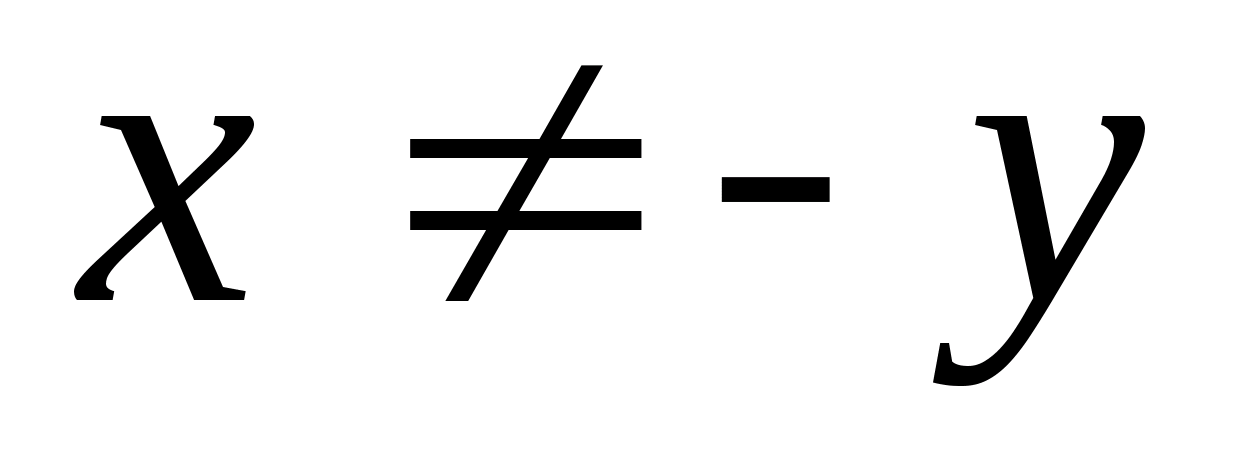 x ≠ - y